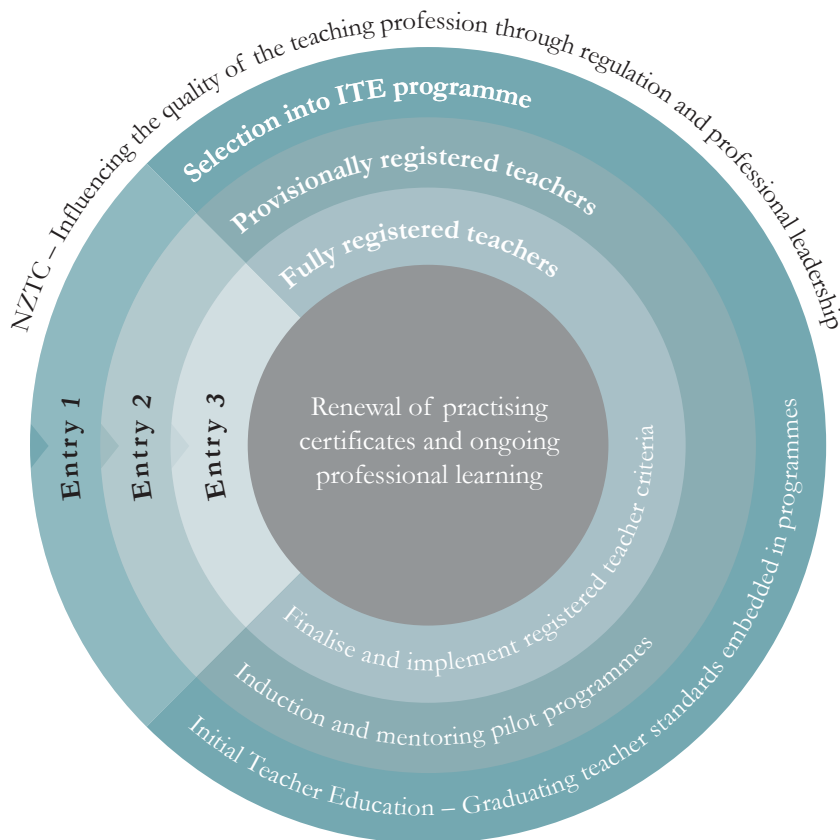 NZTC – Influencing the quality of the teaching profession through regulation and professional leadership
Selection into ITE programme
Provisionally registered teachers
Fully registered teachers
Entry 1
Entry 2
Entry 3
Renewal of practising
certificates and ongoing
professional learning
Finalise and implement registered teacher criteria
Induction and mentoring pilot programmes
Initial Teacher Education – Graduating teacher standards embedded in programmes